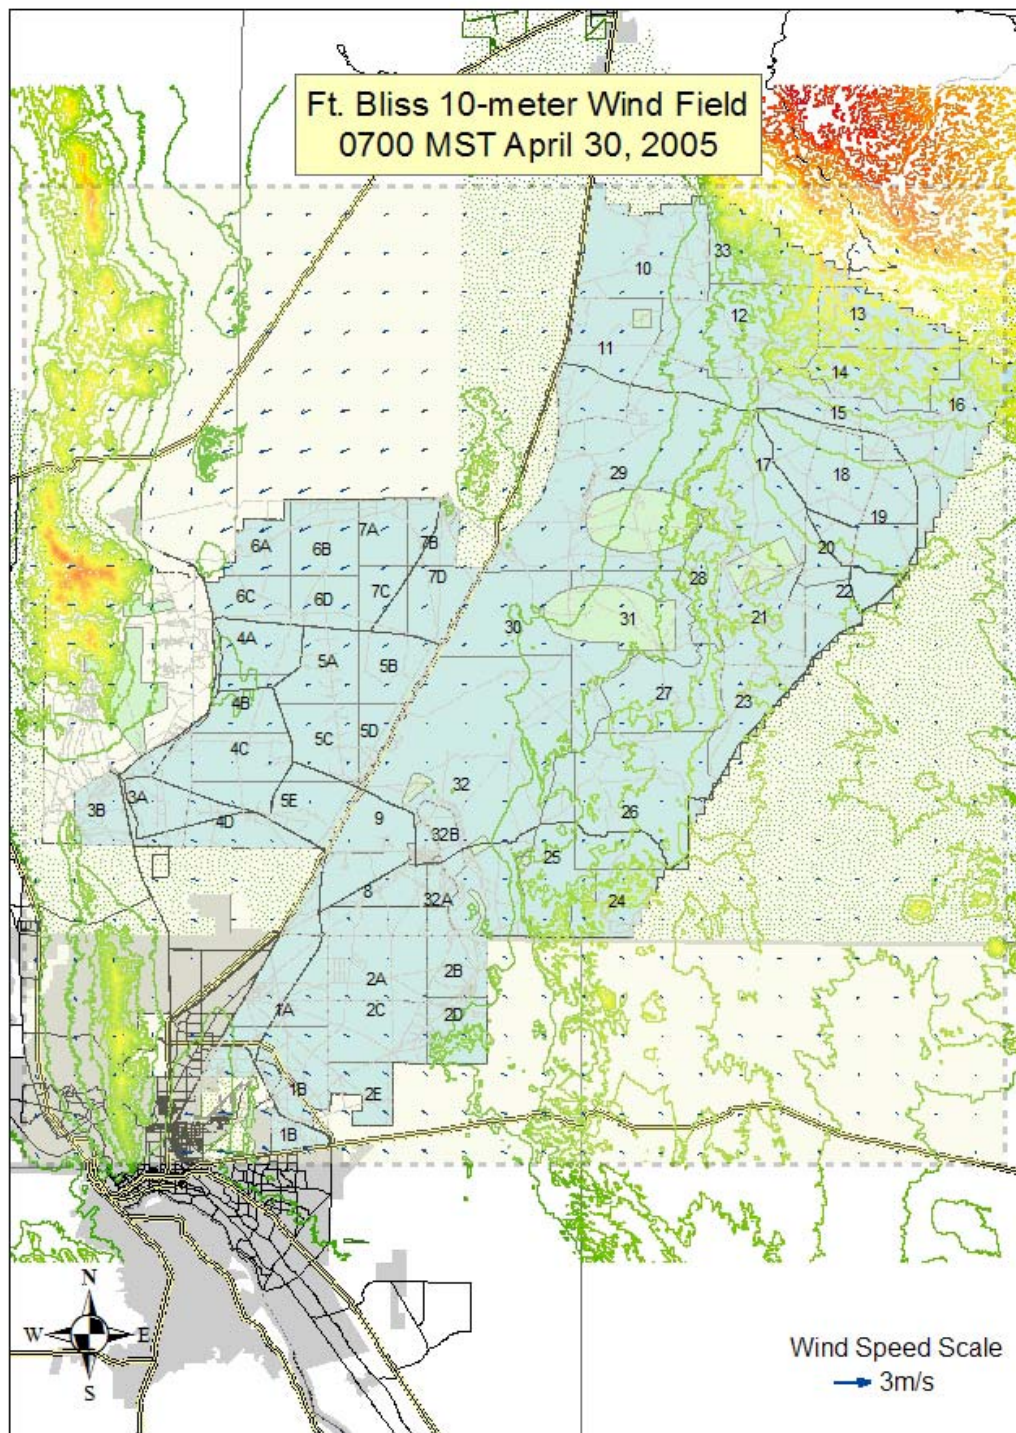 Ft. Bliss 10-meter Wind Field
0700 MST April 30, 2005
33
10
12
13
11
14
15
16
29
17
18
19
7A
7B
6A
6B
20
28
6C
6D
7C
7D
22
30
31
21
4A
5A
5B
27
23
4B
4C
5C
5D
32
3A
3B
5E
4D
9
32B
26
25
8
32A
24
2A
2B
1A
2C
2D
1B
2E
1B
N
W E
S
Wind Speed Scale
3m/s